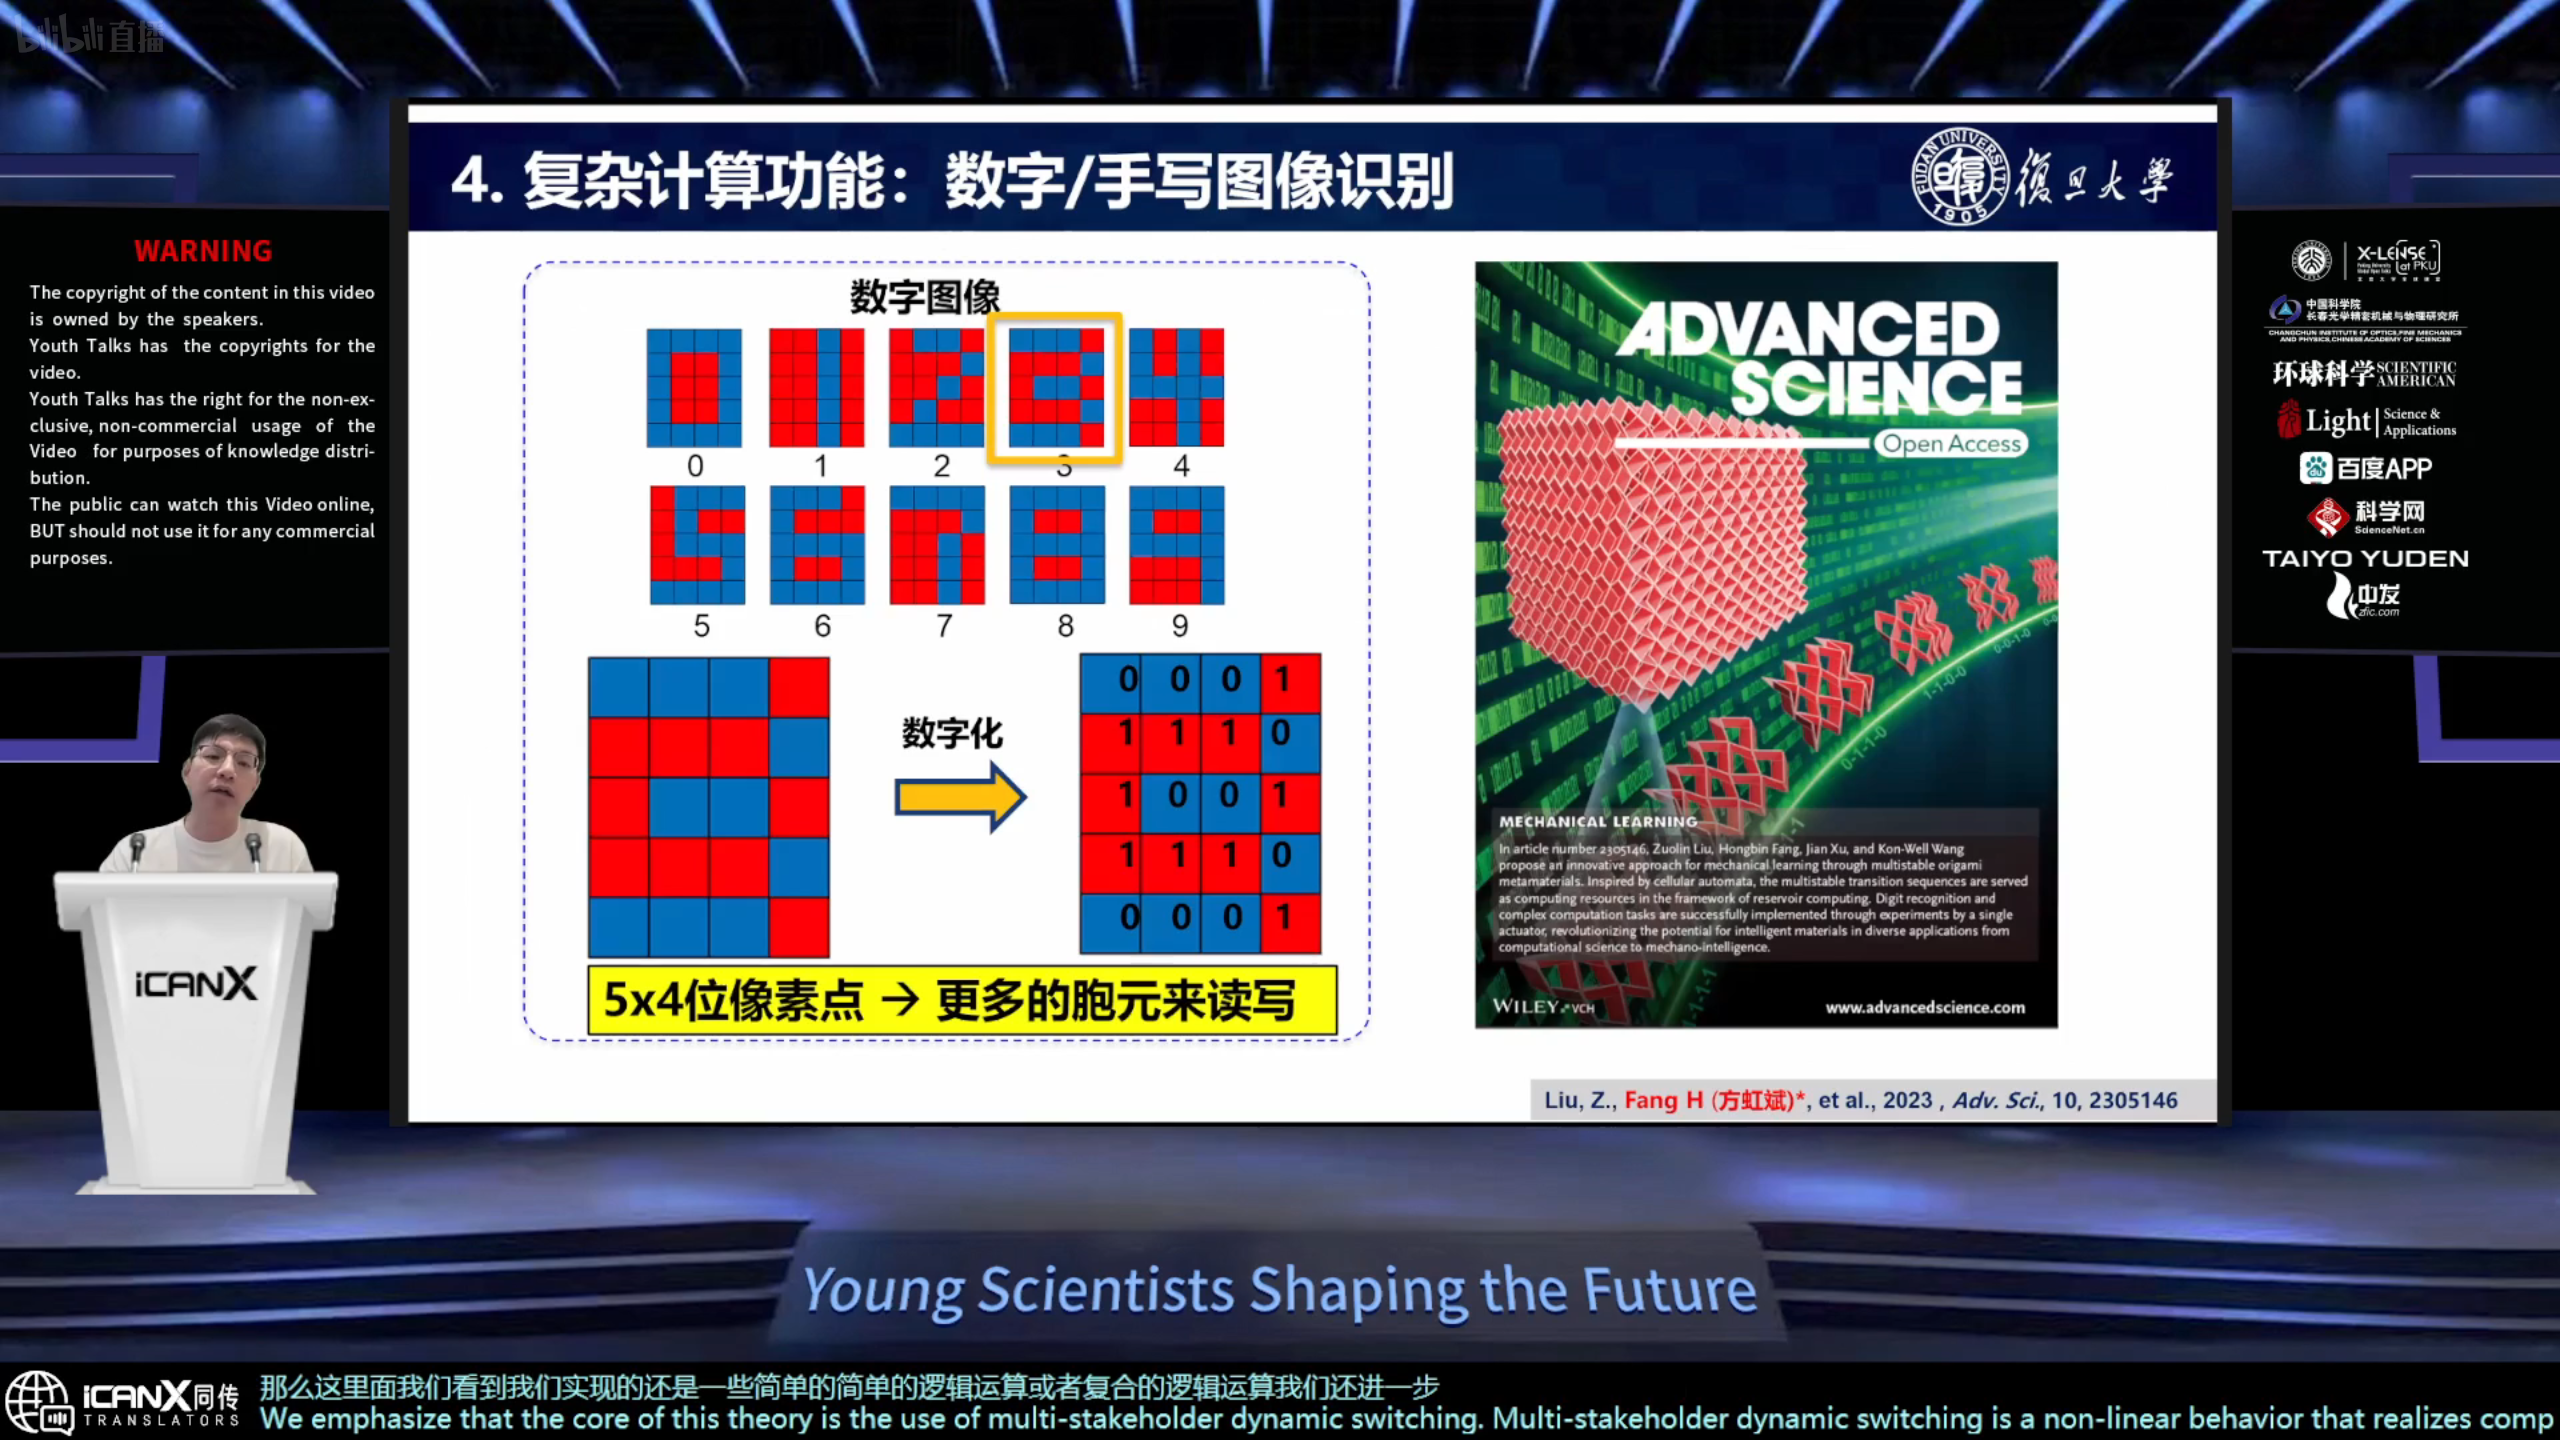 bilibili 直播
4. 复杂计算功能：数字/手写图像识别
FUDAN UNIVERSITY
1905
復旦大學
WARNING
The copyright of the content in this video
is owned by the speakers.
Youth Talks has the copyrights for the
video.
Youth Talks has the right for the non-ex-
clusive, non-commercial usage of the
Video for purposes of knowledge distri-
bution.
The public can watch this Video online,
BUT should not use it for any commercial
purposes.
数字图像
0 1 2 3 4
5 6 7 8 9
数字化
0 0 0 1
1 1 1 0
1 0 0 1
1 1 1 0
0 0 0 1
5x4位像素点 → 更多的胞元来读写
ADVANCED
SCIENCE
Open Access
0-0-1-0
1-1-0-0
0-1-1-0
MECHANICAL LEARNING
In article number 2305146, Zuolin Liu, Hongbin Fang, Jian Xu, and Kon-Well Wang
propose an innovative approach for mechanical learning through multistable origami
metamaterials. Inspired by cellular automata, the multistable transition sequences are served
as computing resources in the framework of reservoir computing. Digit recognition and
complex computation tasks are successfully implemented through experiments by a single
actuator, revolutionizing the potential for intelligent materials in diverse applications from
computational science to mechano-intelligence.
WILEY-VCH
www.advancedscience.com
Liu, Z., Fang H (方虹斌)*, et al., 2023 , Adv. Sci., 10, 2305146
X-LENSE
at PKU
中国科学院
长春光学精密机械与物理研究所
CHANGCHUN INSTITUTE OF OPTICS,FINE MECHANICS
AND PHYSICS,CHINESE ACADEMY OF SCIENCES
环球科学 SCIENTIFIC AMERICAN
Light | Science & Applications
du 百度APP
科学网
ScienceNet.cn
TAIYO YUDEN
中发
zfic.com
iCANX
Young Scientists Shaping the Future
iCANX同传
TRANSLATORS
那么这里面我们看到我们实现的还是一些简单的简单的逻辑运算或者复合的逻辑运算我们还进一步
We emphasize that the core of this theory is the use of multi-stakeholder dynamic switching. Multi-stakeholder dynamic switching is a non-linear behavior that realizes comp